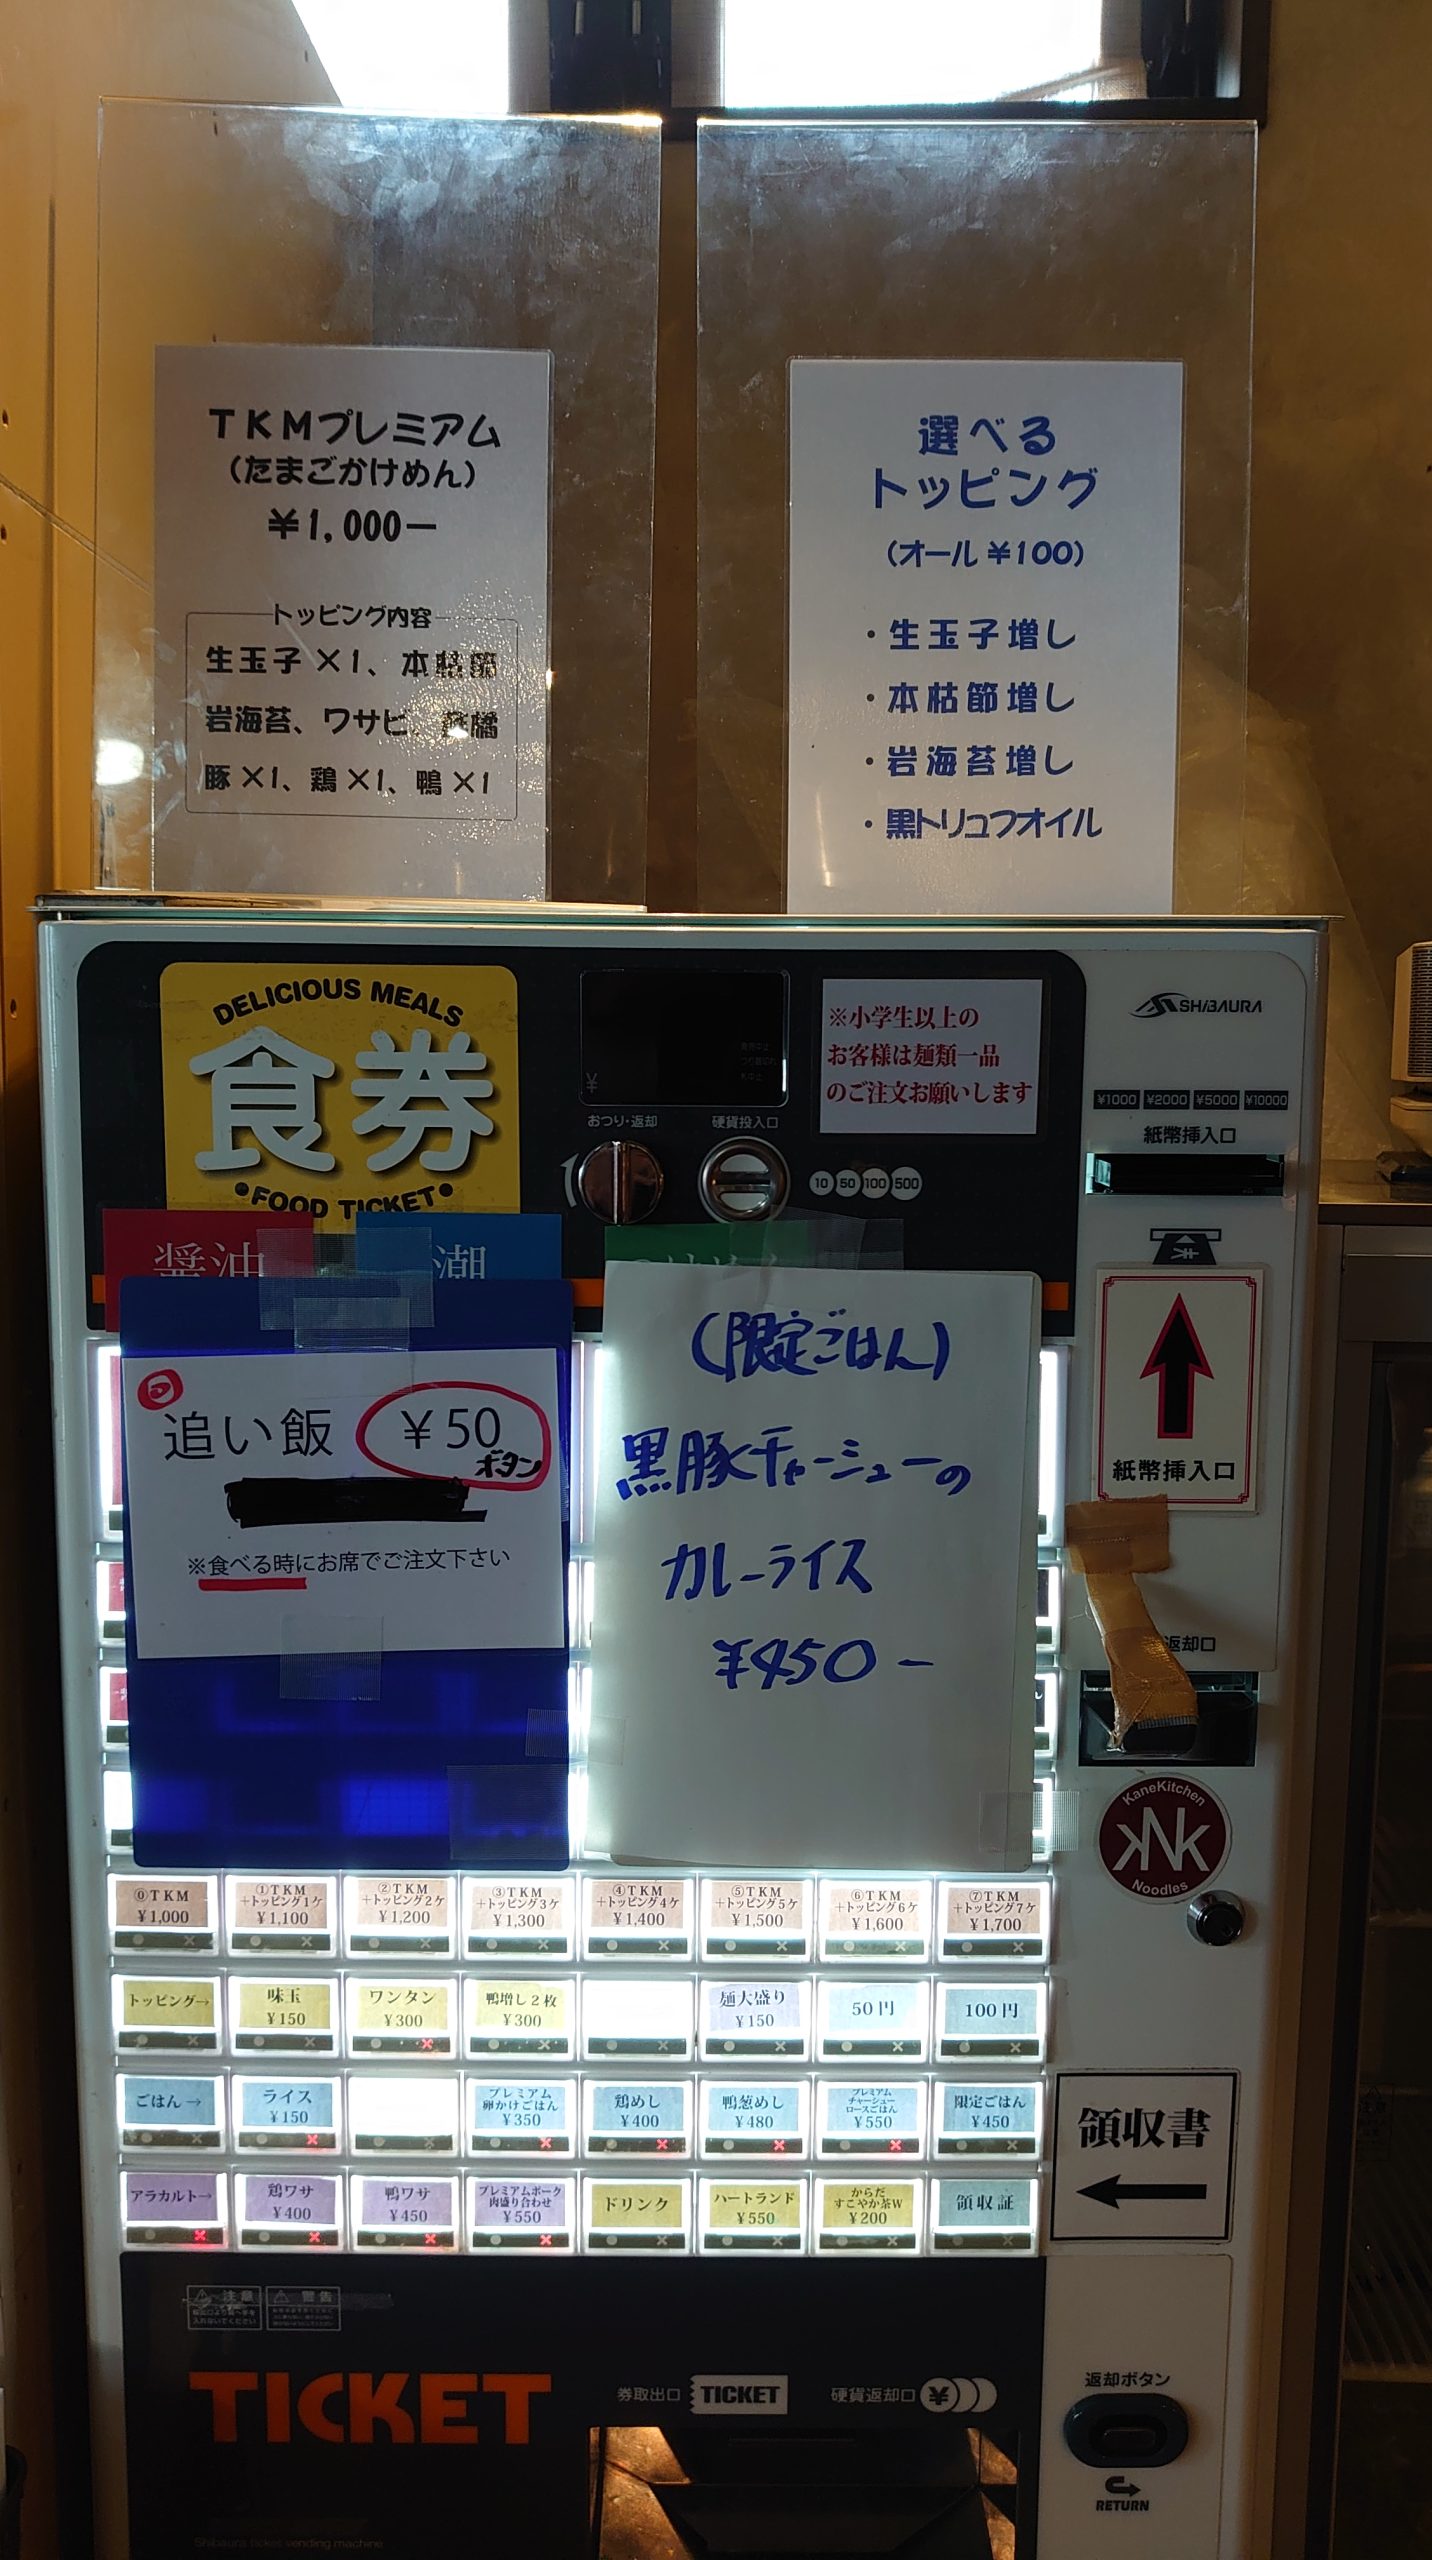 TKMプレミアム
(たまごかけめん)
¥1,000ー
トッピング内容
生玉子×1、本枯節
岩海苔、ワサビ、
豚×1、鶏×1、鴨×1
選べる
トッピング
(オール¥100)
・生玉子増し
・本枯節増し
・岩海苔増し
・黒トリュフオイル
DELICIOUS MEALS
食券
・FOOD TICKET・
¥
おつり・返却
硬貨投入口
10 50 100 500
※小学生以上の
お客様は麺類一品
のご注文お願いします
SHiBAURA
¥1000 ¥2000 ¥5000 ¥10000
紙幣挿入口
醤油
潮
追い飯 ¥50
ボタン
※食べる時にお席でご注文下さい
(限定ごはん)
黒豚チャーシューの
カレーライス
¥450ー
紙幣挿入口
返却口
KaneKitchen
KNK
Noodles
⓪TKM
¥1,000
①TKM
+トッピング1ケ
¥1,100
②TKM
+トッピング2ケ
¥1,200
③TKM
+トッピング3ケ
¥1,300
④TKM
+トッピング4ケ
¥1,400
⑤TKM
+トッピング5ケ
¥1,500
⑥TKM
+トッピング6ケ
¥1,600
⑦TKM
+トッピング7ケ
¥1,700
トッピング→
味玉
¥150
ワンタン
¥300
鴨増し2枚
¥300
麺大盛り
¥150
50円
100円
ごはん→
ライス
¥150
プレミアム
卵かけごはん
¥350
鶏めし
¥400
鴨葱めし
¥480
プレミアム
チャーシュー
ロースごはん
¥550
限定ごはん
¥450
アラカルト→
鶏ワサ
¥400
鴨ワサ
¥450
プレミアムポーク
肉盛り合わせ
¥550
ドリンク
ハートランド
¥550
からだ
すこやか茶W
¥200
領収証
領収書
注意
警告
TICKET
券取出口
TICKET
硬貨返却口
¥
返却ボタン
RETURN
Shibaura ticket vending machine